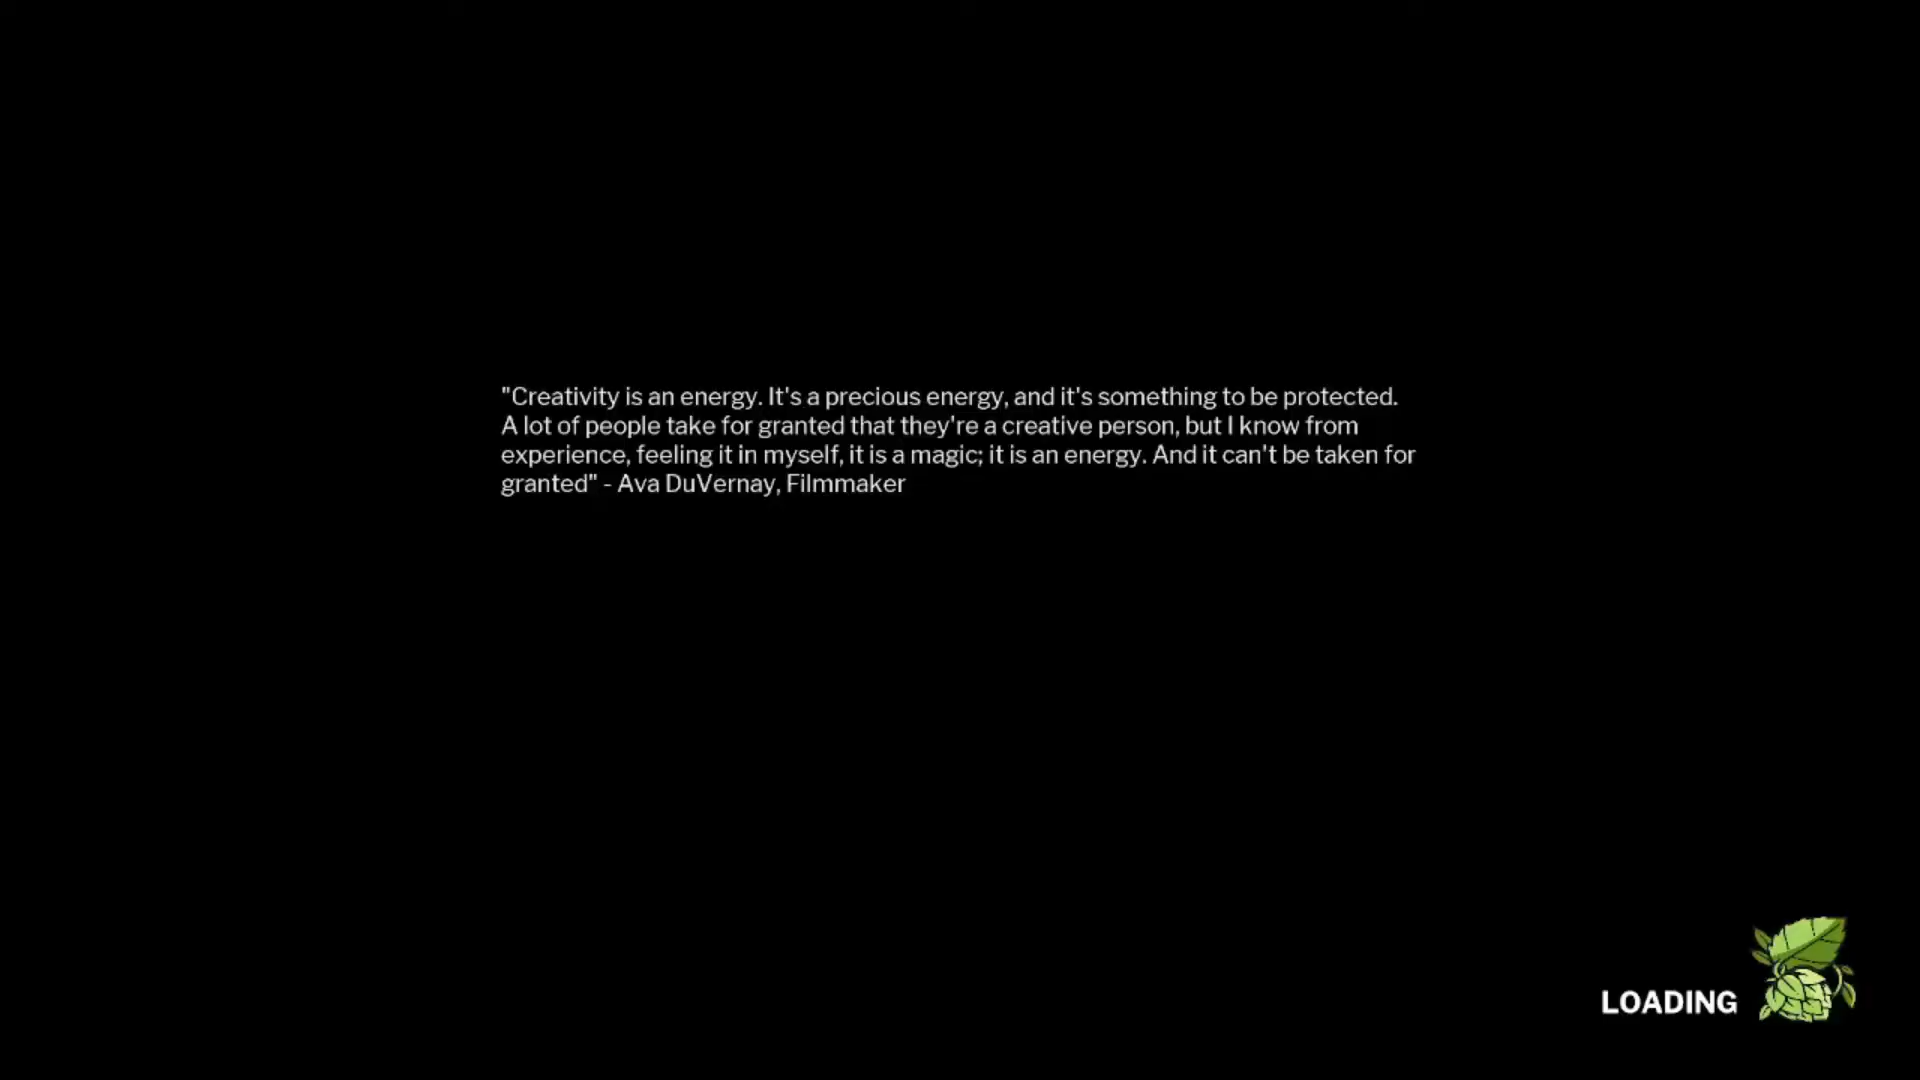 "Creativity is an energy. It's a precious energy, and it's something to be protected.
A lot of people take for granted that they're a creative person, but I know from
experience, feeling it in myself, it is a magic; it is an energy. And it can't be taken for
granted" - Ava DuVernay, Filmmaker
LOADING